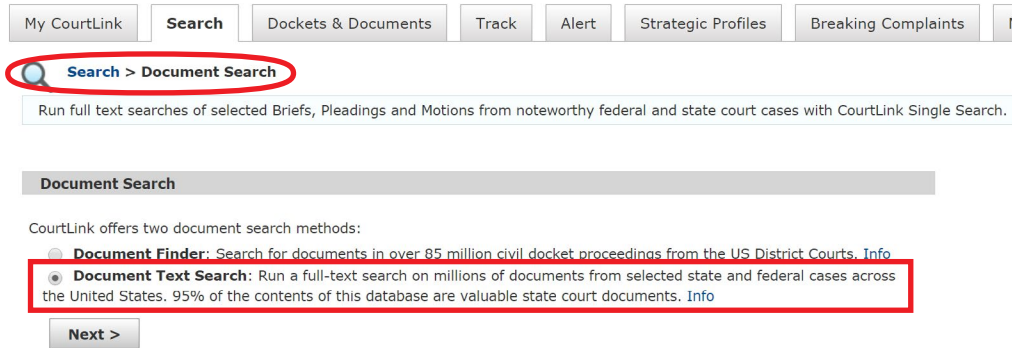 My CourtLink Search Dockets & Documents Track Alert Strategic Profiles Breaking Complaints
Search > Document Search
Run full text searches of selected Briefs, Pleadings and Motions from noteworthy federal and state court cases with CourtLink Single Search.
Document Search
CourtLink offers two document search methods:
Document Finder: Search for documents in over 85 million civil docket proceedings from the US District Courts. Info
Document Text Search: Run a full-text search on millions of documents from selected state and federal cases across
the United States. 95% of the contents of this database are valuable state court documents. Info
Next >